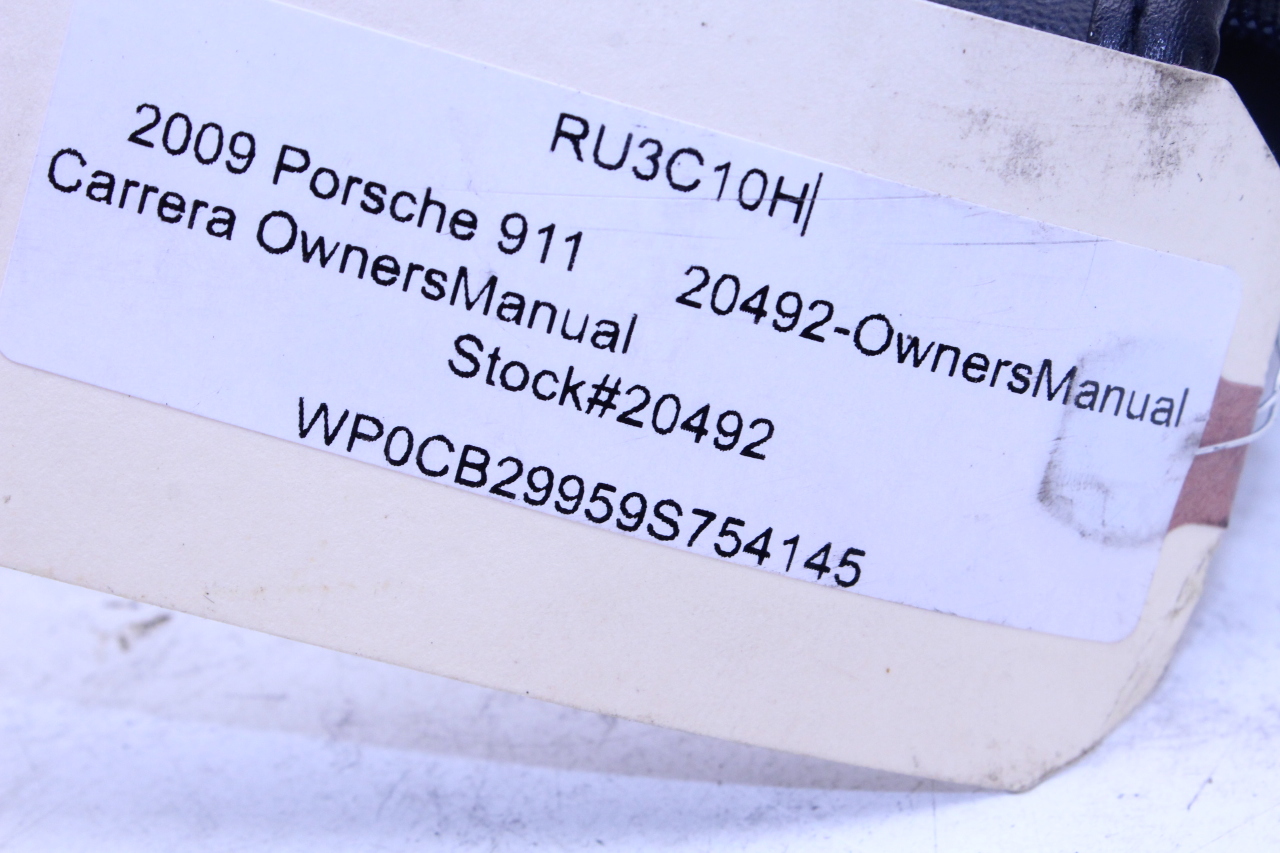 RU3C10H|
2009 Porsche 911
Carrera OwnersManual
20492-OwnersManual
Stock#20492
WP0CB29959S754145